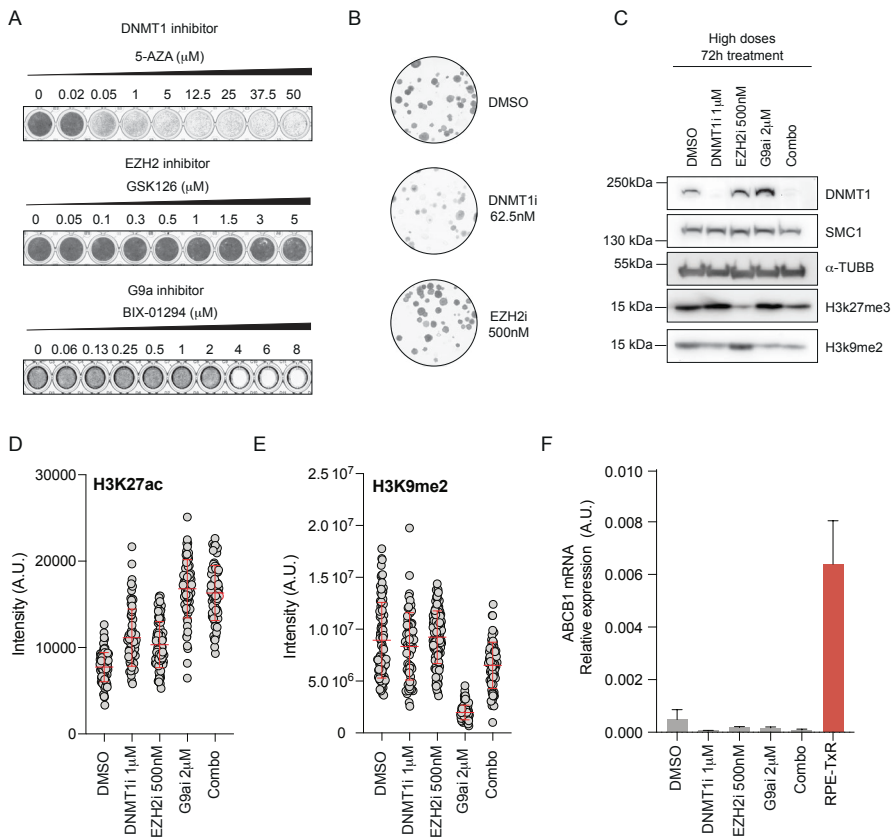 A
DNMT1 inhibitor
5-AZA (μM)
0 0.02 0.05 1 5 12.5 25 37.5 50
EZH2 inhibitor
GSK126 (μM)
0 0.05 0.1 0.3 0.5 1 1.5 3 5
G9a inhibitor
BIX-01294 (μM)
0 0.06 0.13 0.25 0.5 1 2 4 6 8
B
DMSO
DNMT1i
62.5nM
EZH2i
500nM
C
High doses
72h treatment
DMSO
DNMT1i 1μM
EZH2i 500nM
G9ai 2μM
Combo
250kDa
DNMT1
130 kDa
SMC1
55kDa
α-TUBB
15 kDa
H3k27me3
15 kDa
H3k9me2
D
H3K27ac
Intensity (A.U.)
30000
20000
10000
0
DMSO
DNMT1i 1μM
EZH2i 500nM
G9ai 2μM
Combo
E
H3K9me2
Intensity (A.U.)
2.5 10⁷
2.0 10⁷
1.5 10⁷
1.0 10⁷
5.0 10⁶
0
DMSO
DNMT1i 1μM
EZH2i 500nM
G9ai 2μM
Combo
F
ABCB1 mRNA
Relative expression (A.U.)
0.010
0.008
0.006
0.004
0.002
0.000
DMSO
DNMT1i 1μM
EZH2i 500nM
G9ai 2μM
Combo
RPE-TxR